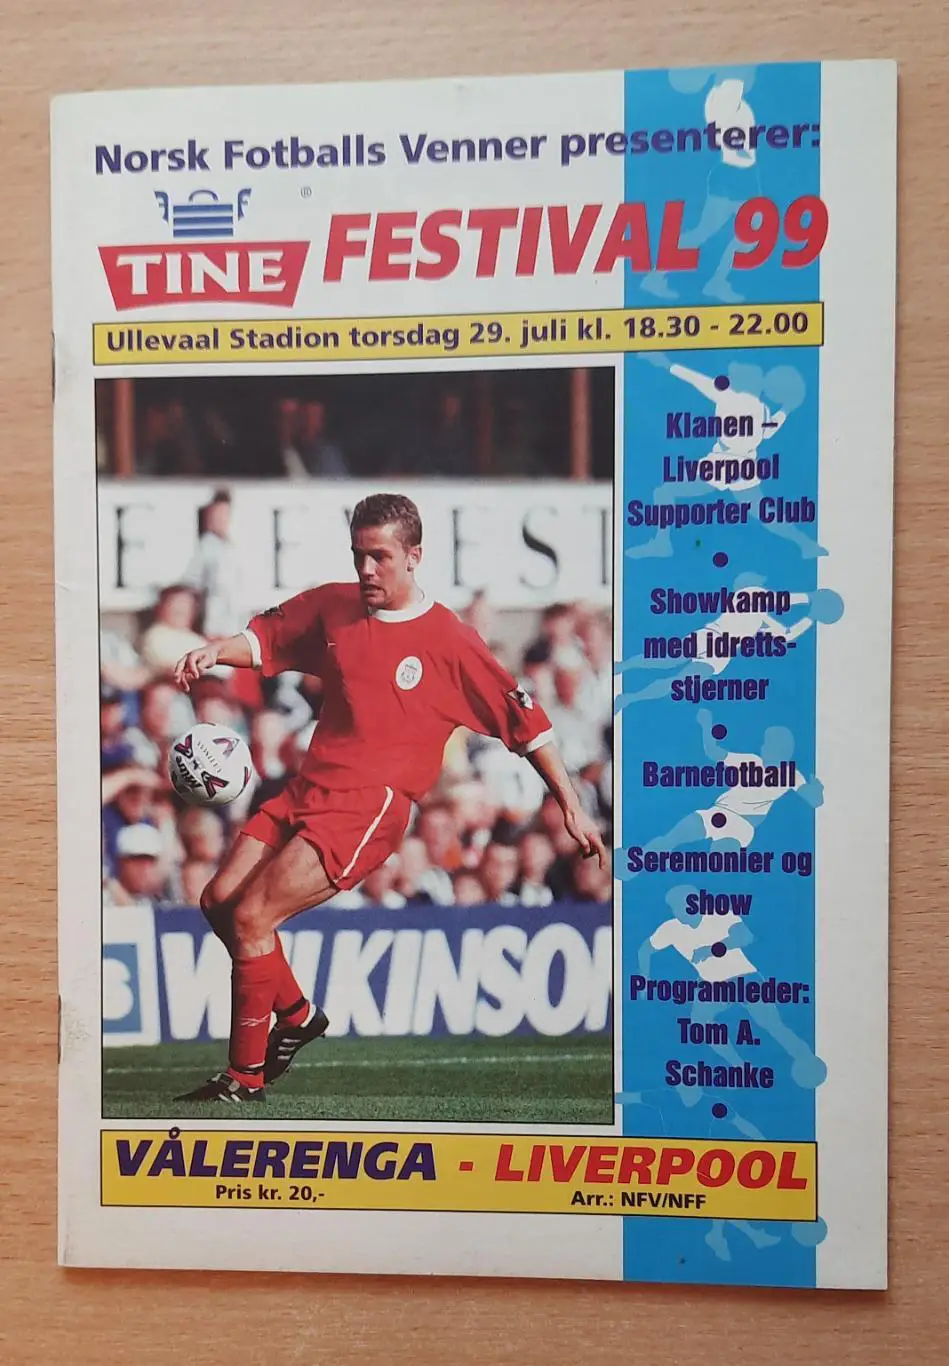 Norsk Fotballs Venner presenterer:
®
TINE FESTIVAL 99
Ullevaal Stadion torsdag 29. juli kl. 18.30 - 22.00
• Klanen –
Liverpool
Supporter Club
• Showkamp
med idretts-
stjerner
• Barnefotball
• Seremonier og
show
• Programleder:
Tom A.
Schanke
•
Mitre
WILKINSON
VÅLERENGA - LIVERPOOL
Pris kr. 20,-
Arr.: NFV/NFF